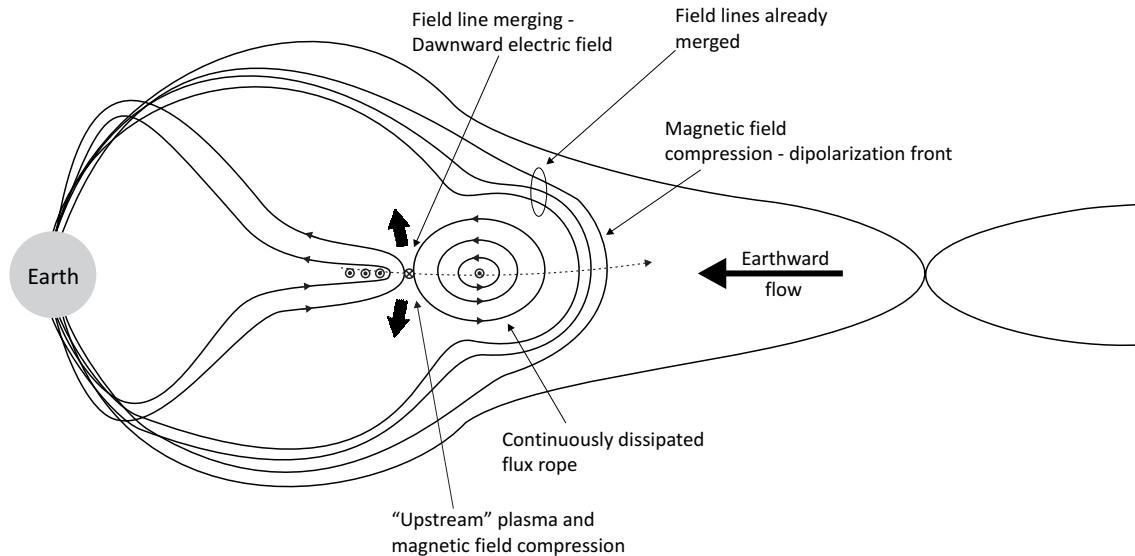 Field line merging -
Dawnward electric field
Field lines already
merged
Magnetic field
compression - dipolarization front
Earth
Earthward
flow
Continuously dissipated
flux rope
“Upstream” plasma and
magnetic field compression